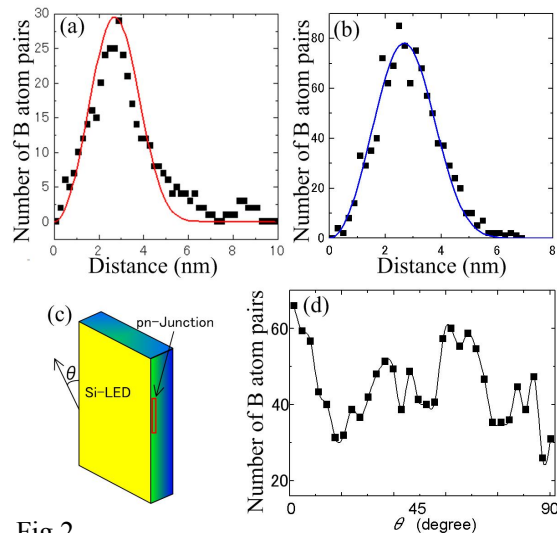 (a)
30
25
20
15
10
5
0
Number of B atom pairs
0 2 4 6 8 10
Distance (nm)
(b)
80
60
40
20
0
Number of B atom pairs
0 2 4 6 8
Distance (nm)
(c)
pn-Junction
θ
Si-LED
(d)
60
40
20
Number of B atom pairs
0 45 90
θ (degree)
Fig.2